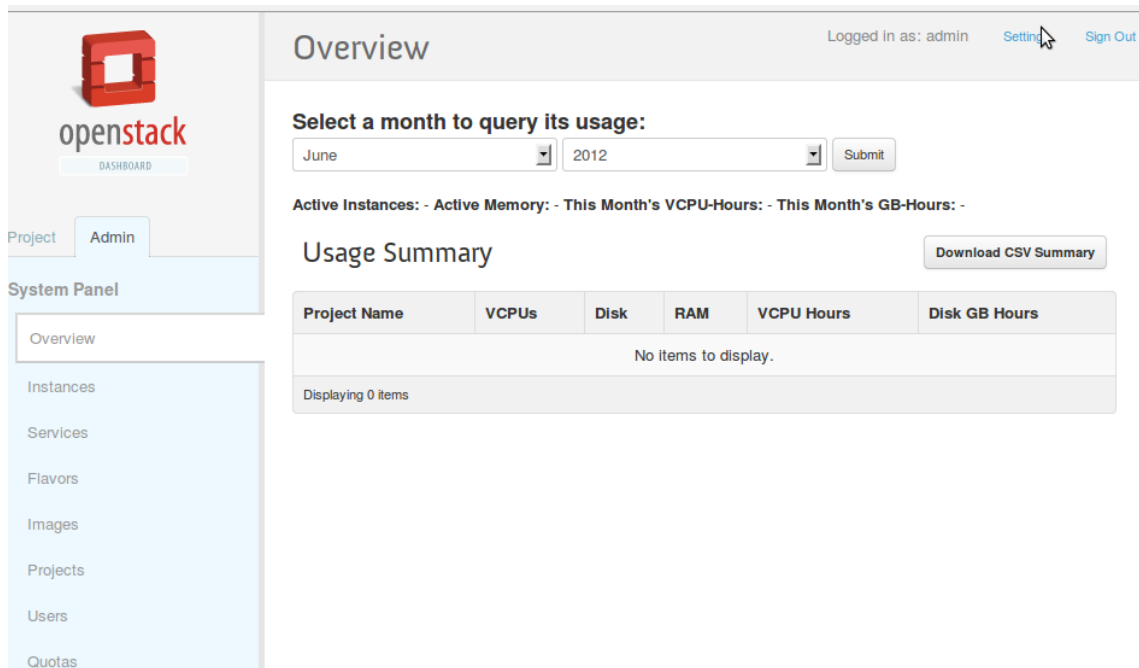 openstack
DASHBOARD
Project
Admin
System Panel
Overview
Instances
Services
Flavors
Images
Projects
Users
Quotas
Overview
Logged in as: admin
Setting
Sign Out
Select a month to query its usage:
June
2012
Submit
Active Instances: - Active Memory: - This Month's VCPU-Hours: - This Month's GB-Hours: -
Usage Summary
Download CSV Summary
Project Name VCPUs Disk RAM VCPU Hours Disk GB Hours
No items to display.
Displaying 0 items